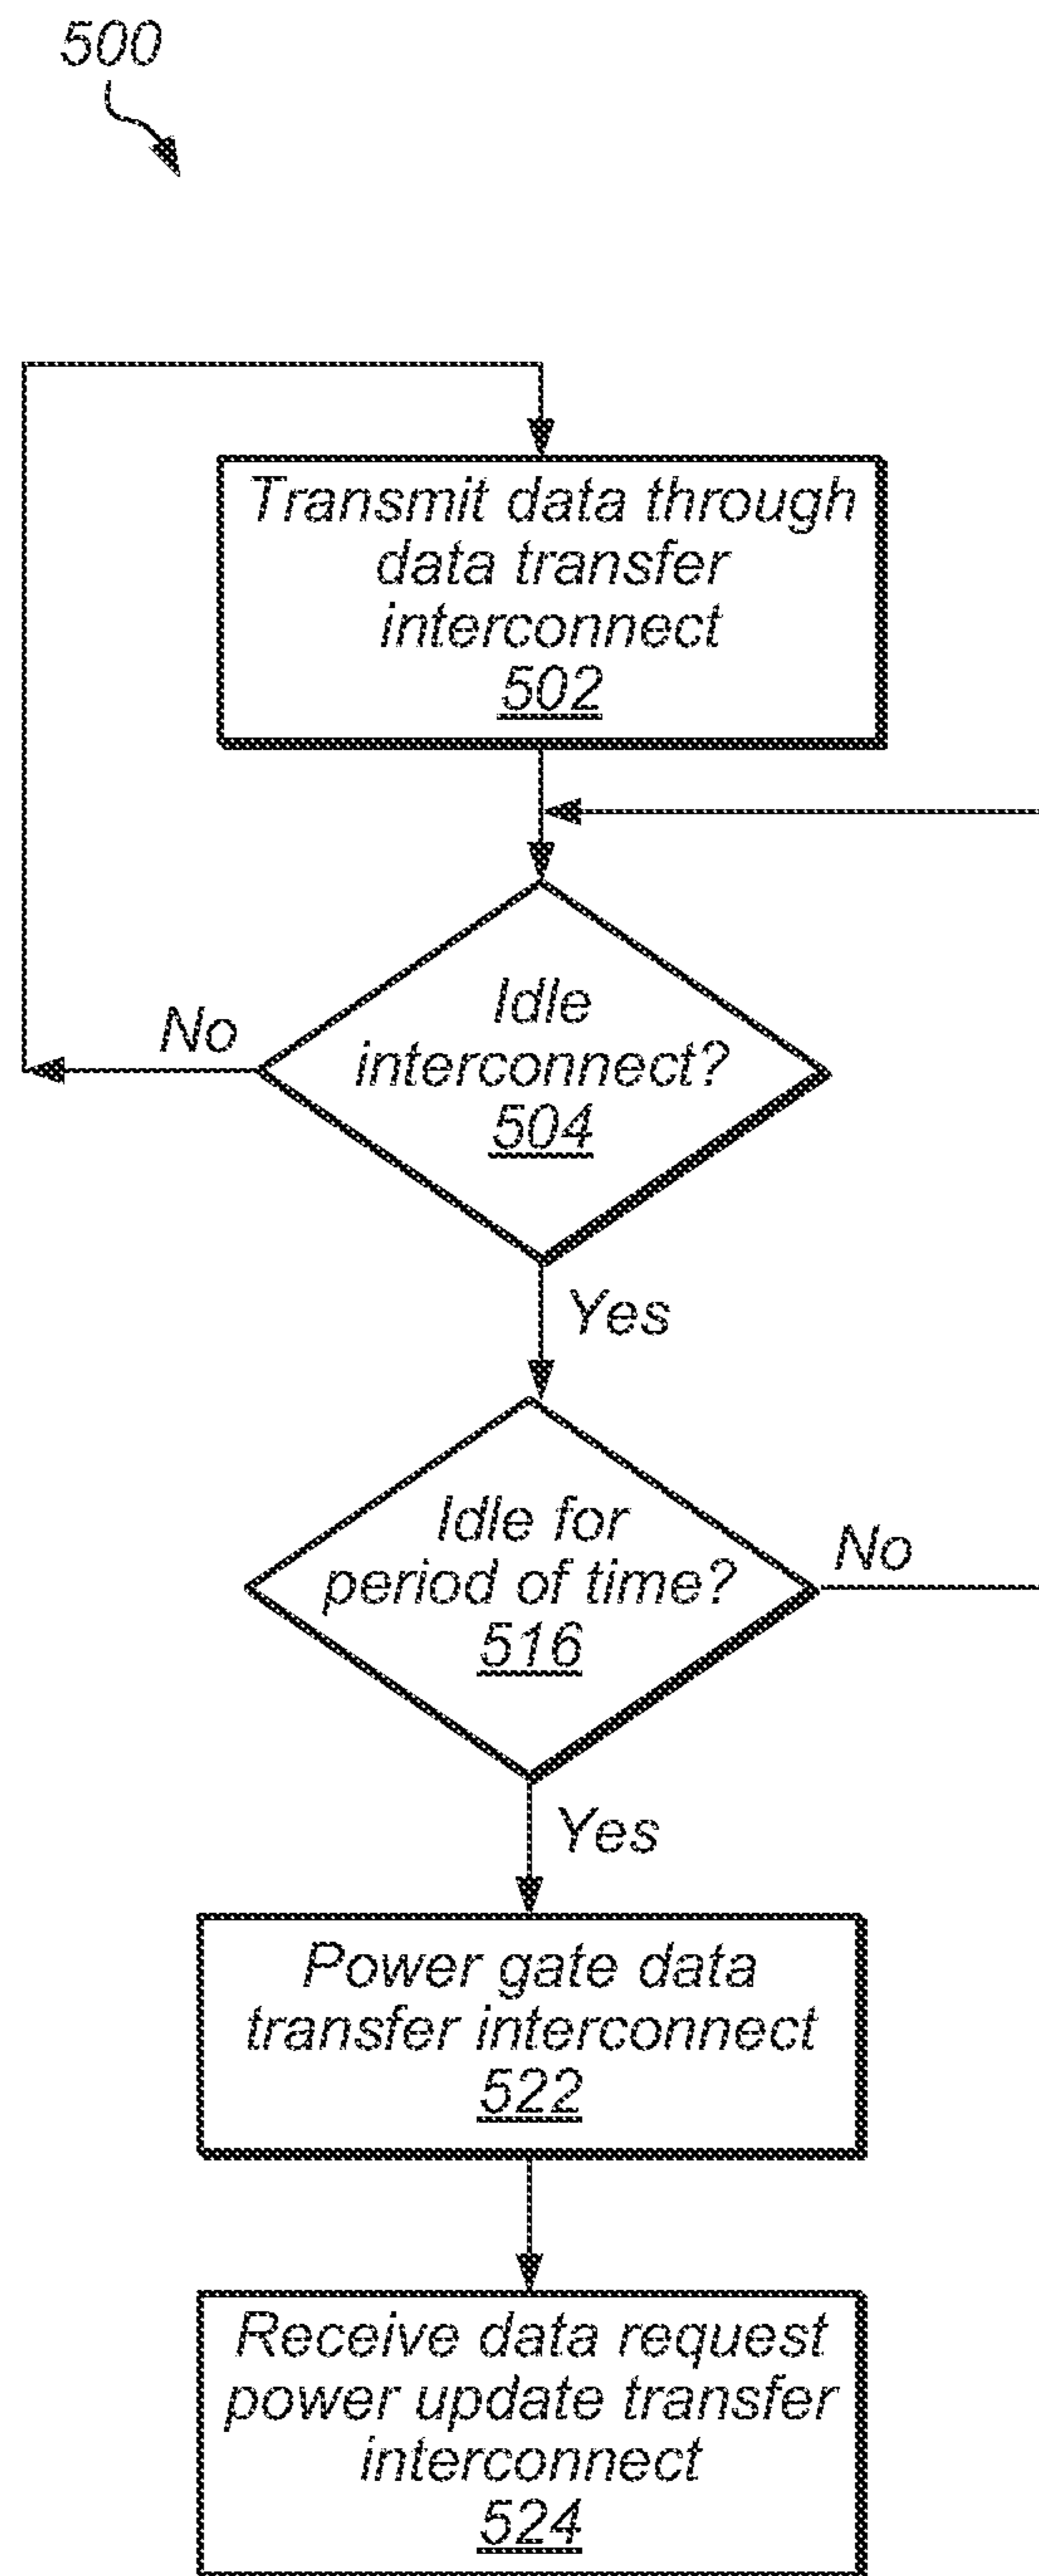 500
Transmit data through
data transfer
interconnect
502
Idle
interconnect?
504
No
Yes
Idle for
period of time?
516
No
Yes
Power gate data
transfer interconnect
522
Receive data request
power update transfer
interconnect
524